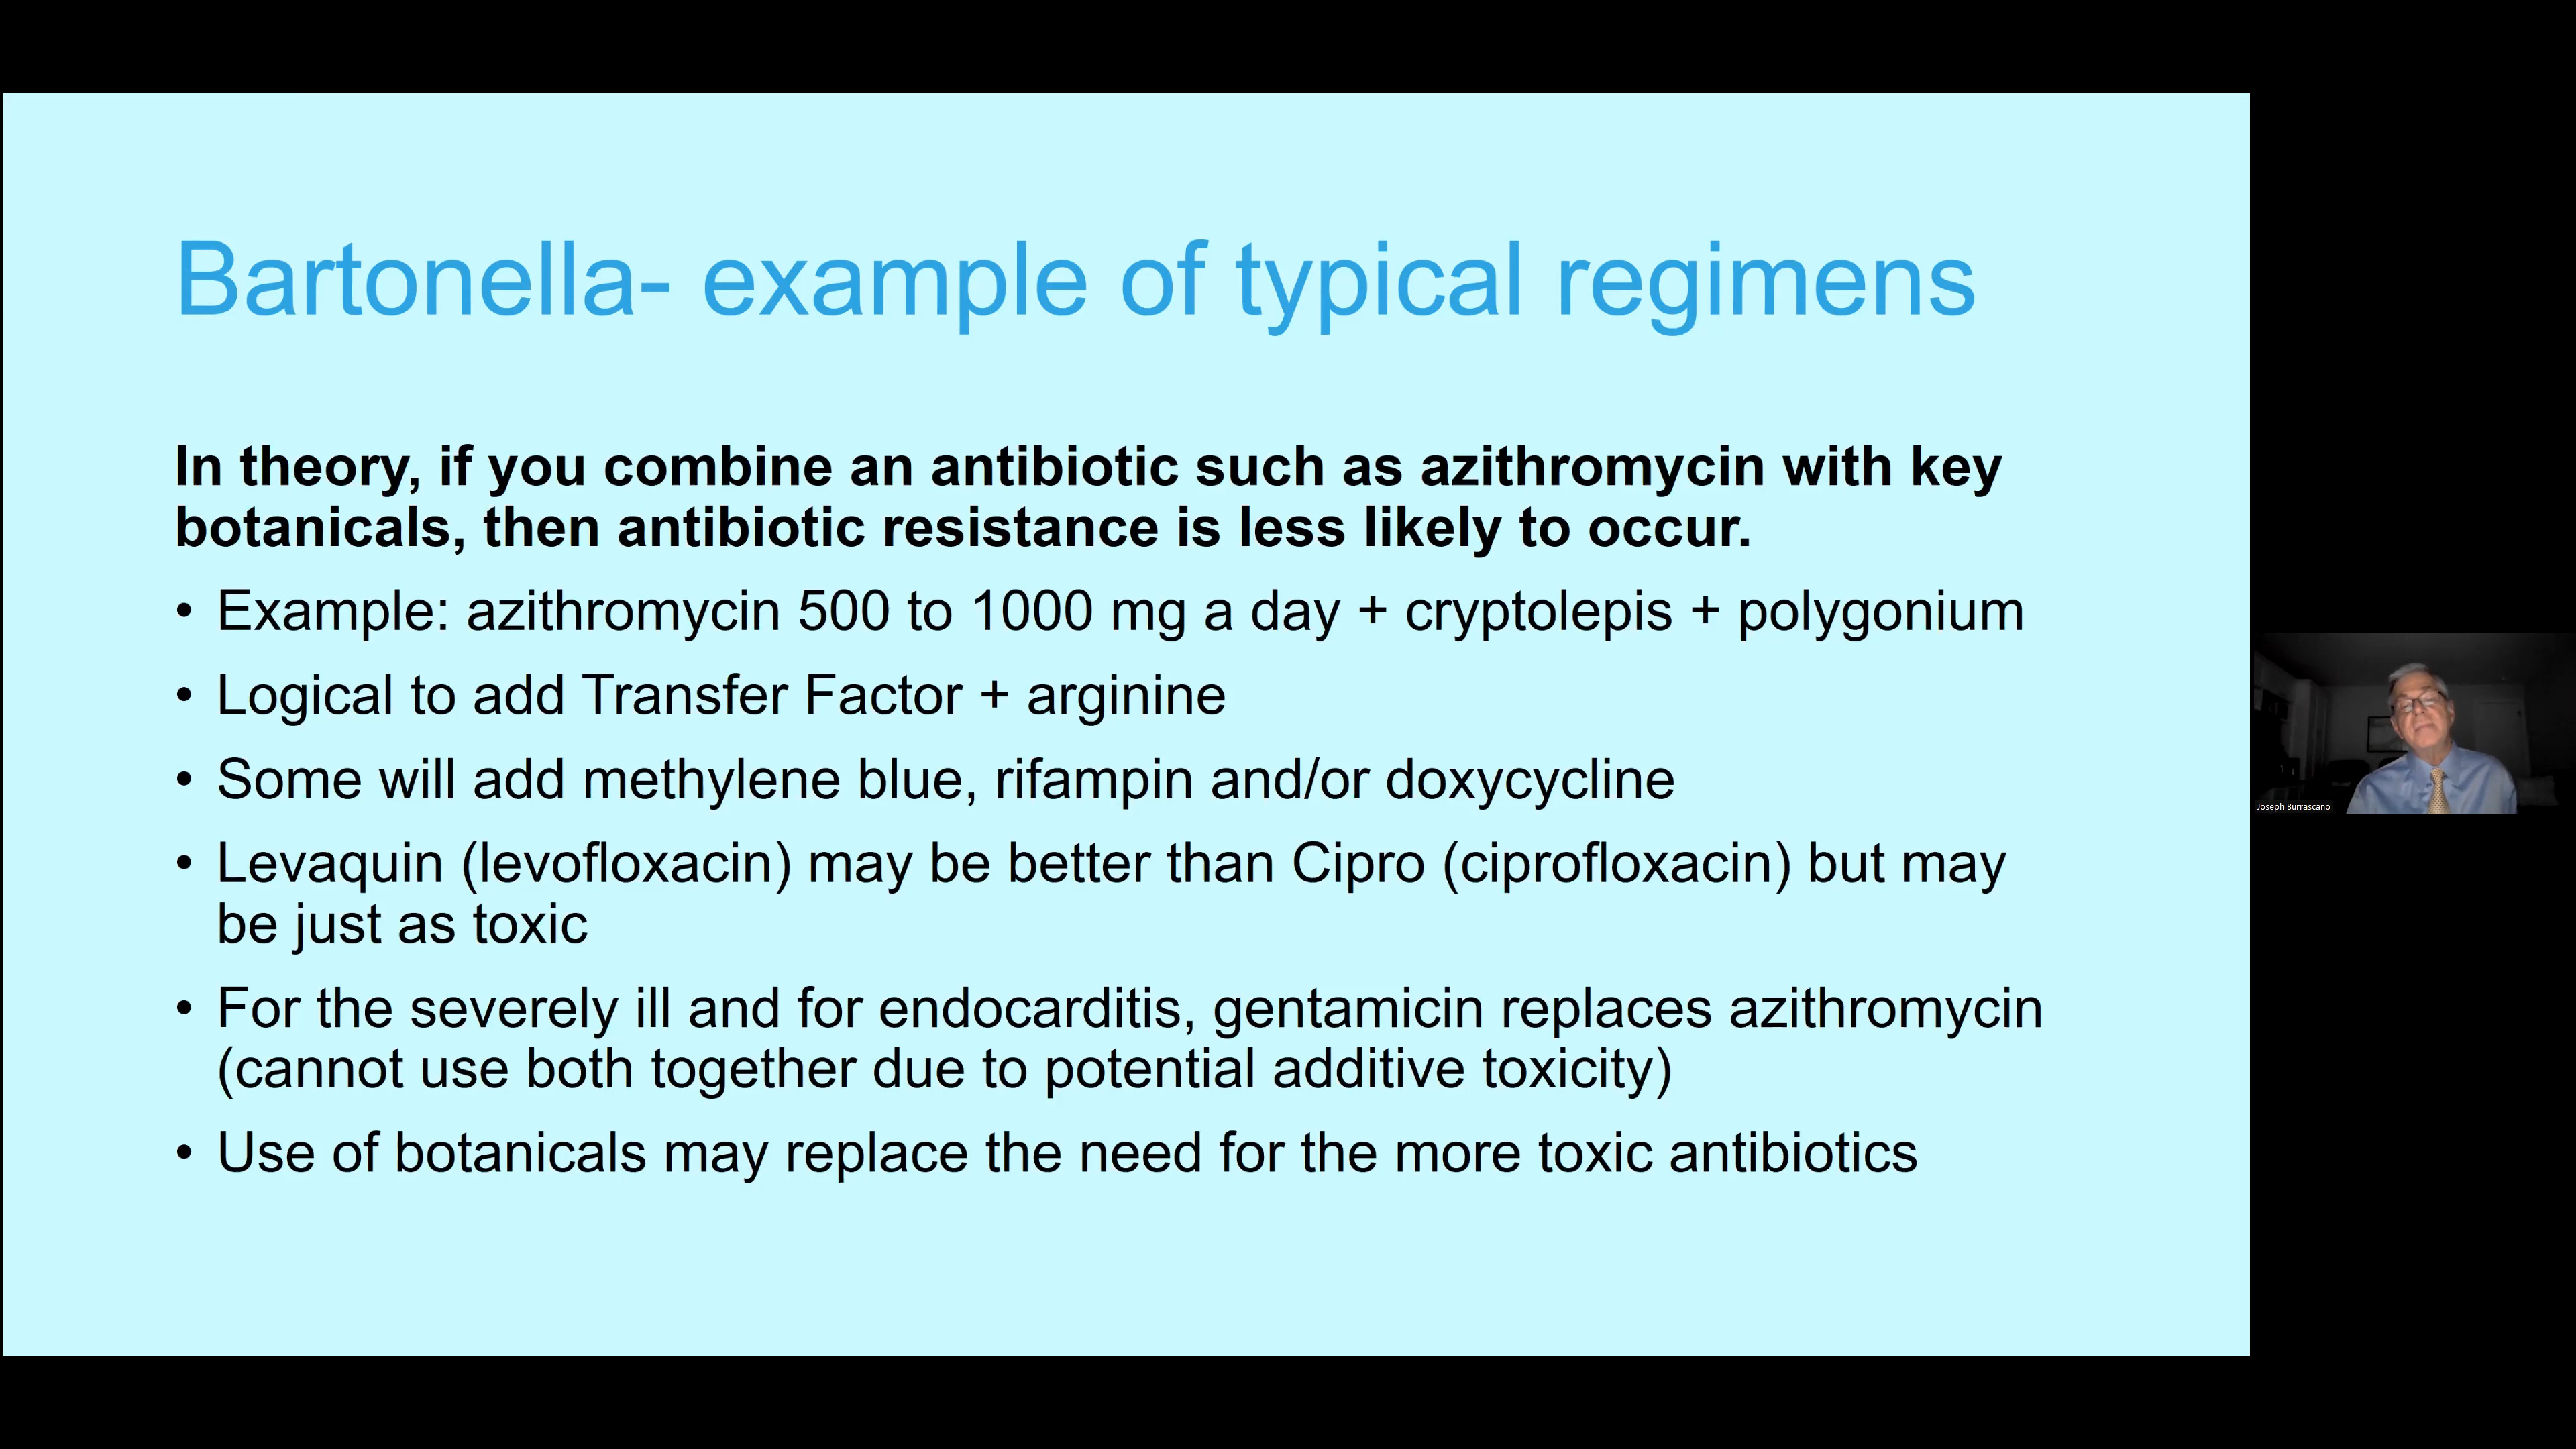 Bartonella- example of typical regimens
In theory, if you combine an antibiotic such as azithromycin with key
botanicals, then antibiotic resistance is less likely to occur.
• Example: azithromycin 500 to 1000 mg a day + cryptolepis + polygonium
• Logical to add Transfer Factor + arginine
• Some will add methylene blue, rifampin and/or doxycycline
• Levaquin (levofloxacin) may be better than Cipro (ciprofloxacin) but may
be just as toxic
• For the severely ill and for endocarditis, gentamicin replaces azithromycin
(cannot use both together due to potential additive toxicity)
• Use of botanicals may replace the need for the more toxic antibiotics
Joseph Burrascano